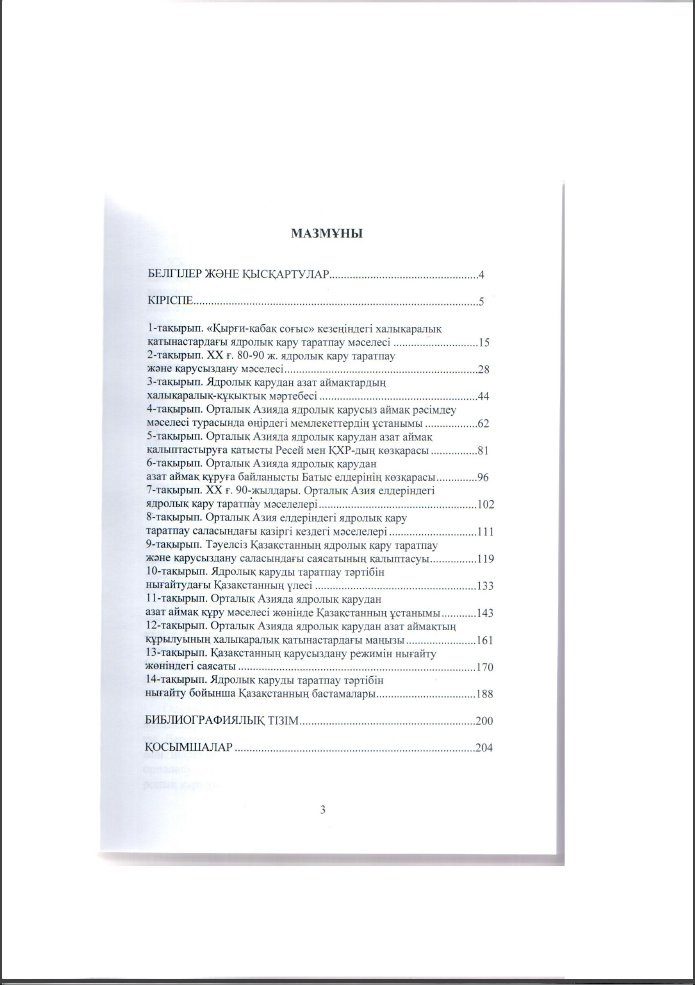 МАЗМҰНЫ
БЕЛГІЛЕР ЖӘНЕ ҚЫСҚАРТУЛАР...................................................4
КІРІСПЕ..................................................................................................5
1-тақырып. «Қырғи-қабақ соғыс» кезеңіндегі халықаралық
қатынастардағы ядролық қару таратпау мәселесі .............................15
2-тақырып. XX ғ. 80-90 ж. ядролық қару таратпау
және қарусыздану мәселесі..................................................................28
3-тақырып. Ядролық қарудан азат аймақтардың
халықаралық-құқықтық мәртебесі ......................................................44
4-тақырып. Орталық Азияда ядролық қарусыз аймақ рәсімдеу
мәселесі турасында өңірдегі мемлекеттердің ұстанымы ..................62
5-тақырып. Орталық Азияда ядролық қарудан азат аймақ
қалыптастыруға қатысты Ресей мен ҚХР-дың көзқарасы................81
6-тақырып. Орталық Азияда ядролық қарудан
азат аймақ құруға байланысты Батыс елдерінің көзқарасы..............96
7-тақырып. XX ғ. 90-жылдары. Орталық Азия елдеріндегі
ядролық қару таратпау мәселелері......................................................102
8-тақырып. Орталық Азия елдеріндегі ядролық қару
таратпау саласындағы қазіргі кездегі мәселелері ..............................111
9-тақырып. Тәуелсіз Қазақстанның ядролық қару таратпау
және қарусыздану саласындағы саясатының қалыптасуы................119
10-тақырып. Ядролық қаруды таратпау тәртібін
нығайтудағы Қазақстанның үлесі .......................................................133
11-тақырып. Орталық Азияда ядролық қарудан
азат аймақ құру мәселесі жөнінде Қазақстанның ұстанымы............143
12-тақырып. Орталық Азияда ядролық қарудан азат аймақтың
құрылуының халықаралық қатынастардағы маңызы ........................161
13-тақырып. Қазақстанның қарусыздану режимін нығайту
жөніндегі саясаты .................................................................................170
14-тақырып. Ядролық қаруды таратпау тәртібін
нығайту бойынша Қазақстанның бастамалары..................................188
БИБЛИОГРАФИЯЛЫҚ ТІЗІМ............................................................200
ҚОСЫМШАЛАР ..................................................................................204
3